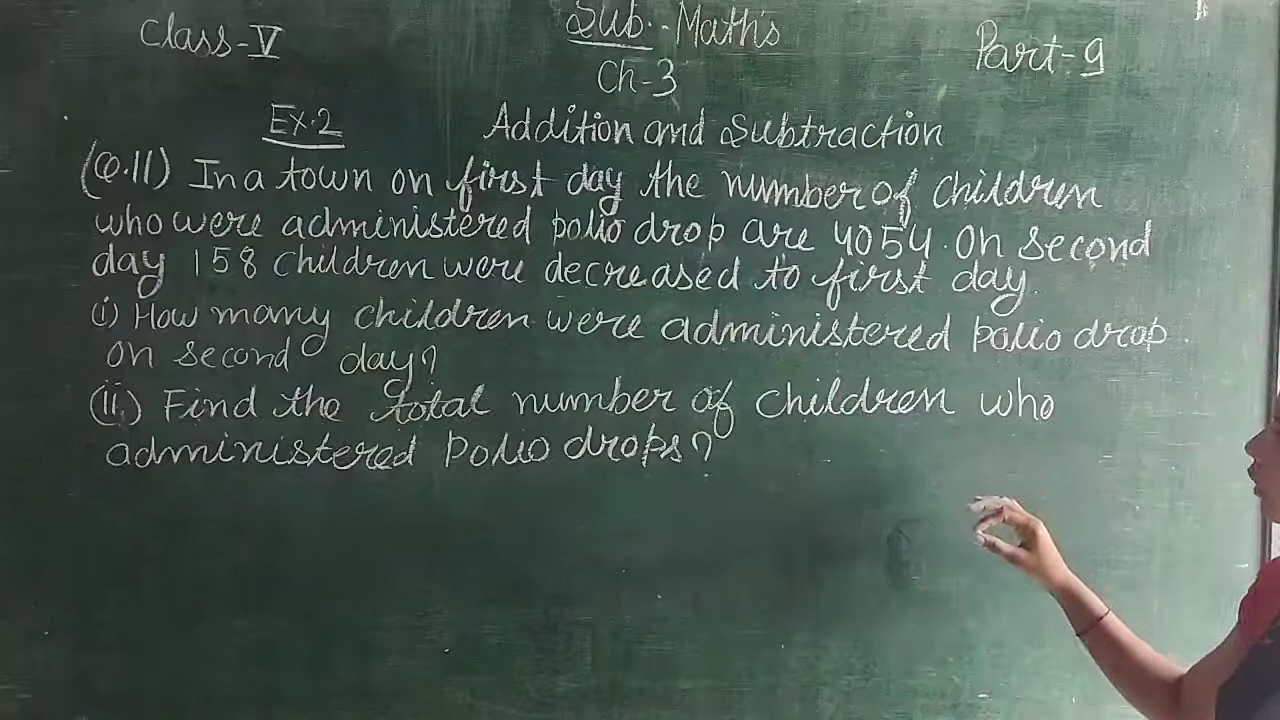 Class-V
Sub.-Maths
Part-9
Ch-3
Ex.2
Addition and Subtraction
(Q.11) In a town on first day the number of children
who were administered polio drop are 4054. On second
day 158 children were decreased to first day.
(i) How many children were administered polio drop
on second day?
(ii) Find the total number of children who
administered polio drops?